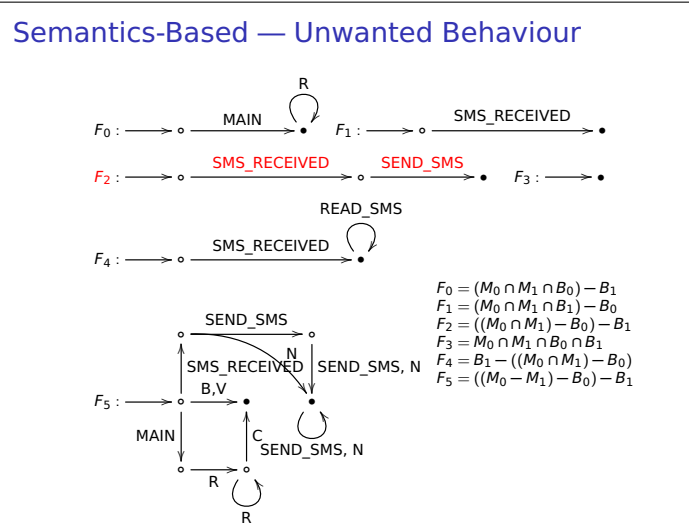 Semantics-Based — Unwanted Behaviour
R
F₀ : MAIN F₁ : SMS_RECEIVED
F₂ : SMS_RECEIVED SEND_SMS F₃ :
READ_SMS
F₄ : SMS_RECEIVED
F₀ = (M₀ ∩ M₁ ∩ B₀) − B₁
F₁ = (M₀ ∩ M₁ ∩ B₁) − B₀
F₂ = ((M₀ ∩ M₁) − B₀) − B₁
F₃ = M₀ ∩ M₁ ∩ B₀ ∩ B₁
F₄ = B₁ − ((M₀ ∩ M₁) − B₀)
F₅ = ((M₀ − M₁) − B₀) − B₁
SEND_SMS
N
SMS_RECEIVED SEND_SMS, N
B,V
F₅ :
MAIN C
SEND_SMS, N
R
R